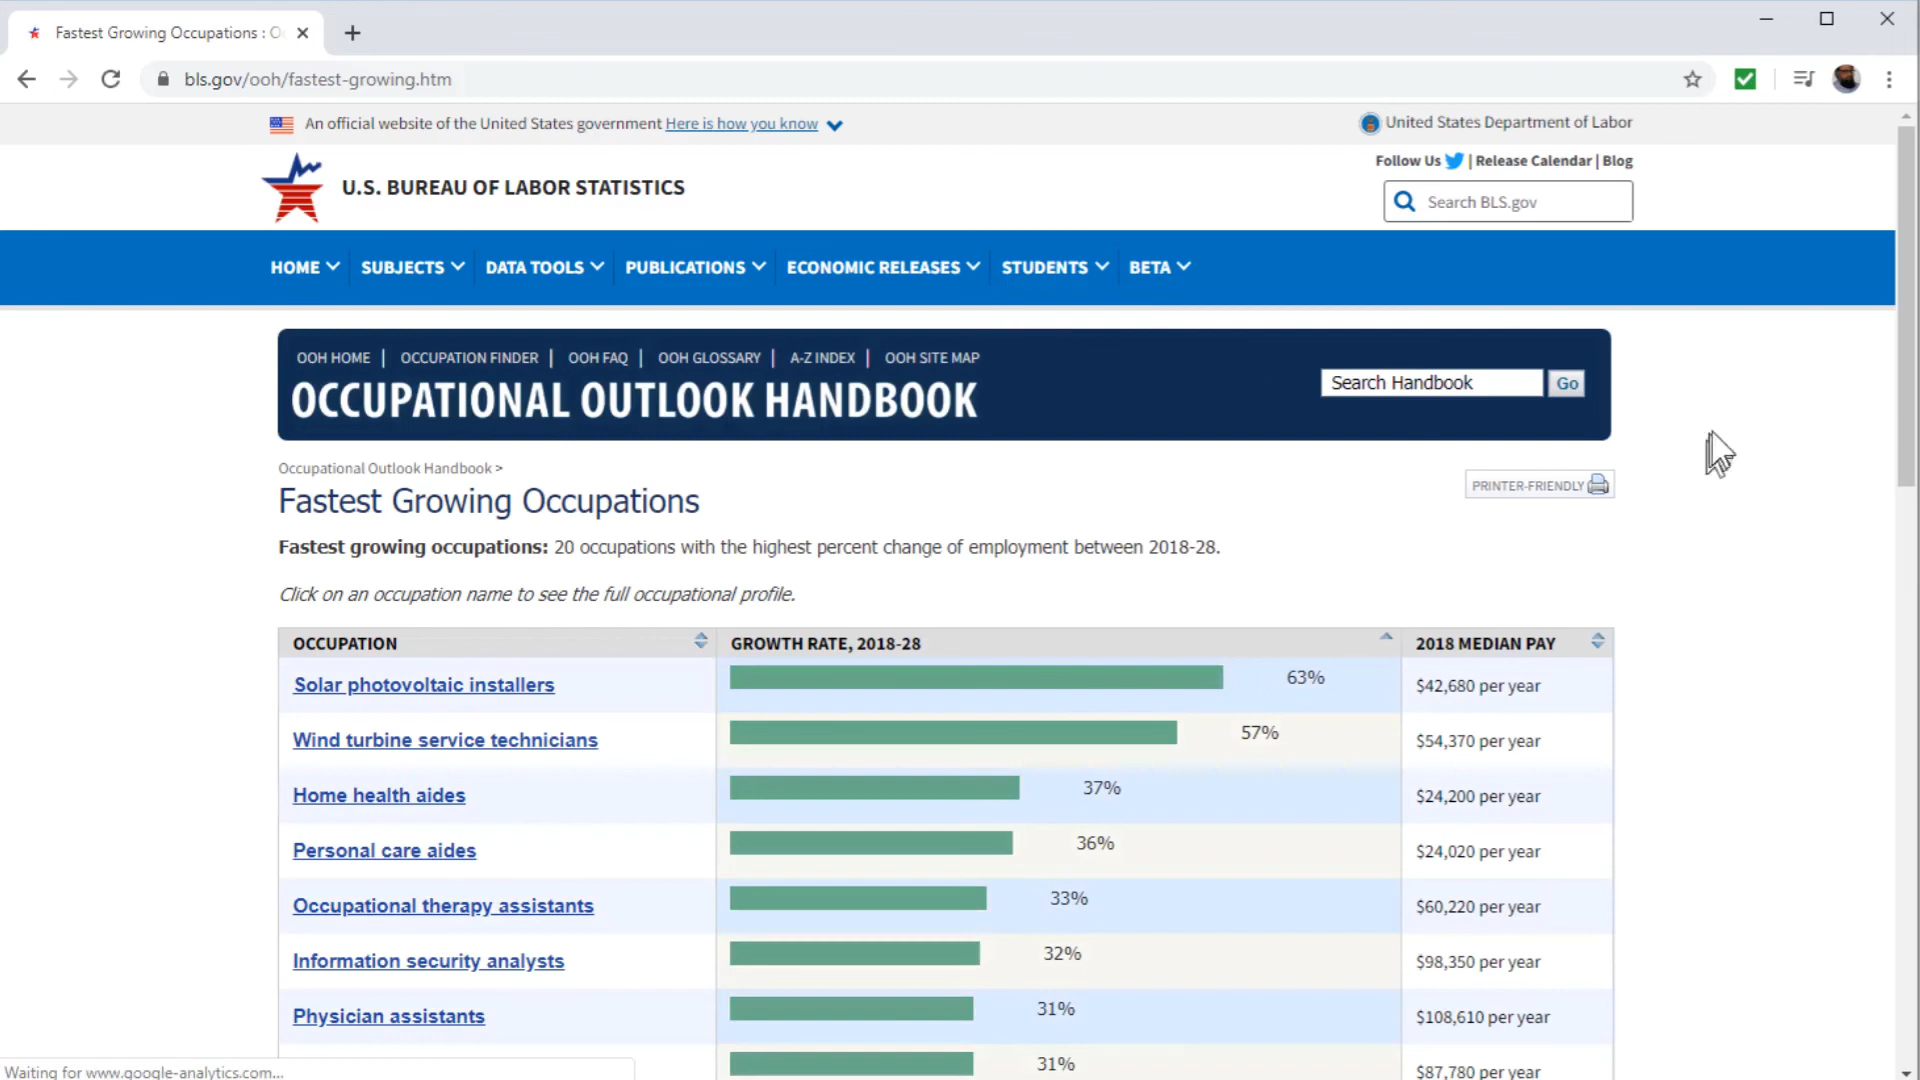 Fastest Growing Occupations : O
bls.gov/ooh/fastest-growing.htm
An official website of the United States government Here is how you know
United States Department of Labor
Follow Us | Release Calendar | Blog
U.S. BUREAU OF LABOR STATISTICS
Search BLS.gov
HOME SUBJECTS DATA TOOLS PUBLICATIONS ECONOMIC RELEASES STUDENTS BETA
OOH HOME | OCCUPATION FINDER | OOH FAQ | OOH GLOSSARY | A-Z INDEX | OOH SITE MAP
OCCUPATIONAL OUTLOOK HANDBOOK
Search Handbook Go
Occupational Outlook Handbook >
PRINTER-FRIENDLY
Fastest Growing Occupations
Fastest growing occupations: 20 occupations with the highest percent change of employment between 2018-28.
Click on an occupation name to see the full occupational profile.
OCCUPATION GROWTH RATE, 2018-28 2018 MEDIAN PAY
Solar photovoltaic installers 63% $42,680 per year
Wind turbine service technicians 57% $54,370 per year
Home health aides 37% $24,200 per year
Personal care aides 36% $24,020 per year
Occupational therapy assistants 33% $60,220 per year
Information security analysts 32% $98,350 per year
Physician assistants 31% $108,610 per year
31% $87,780 per year
Waiting for www.google-analytics.com...